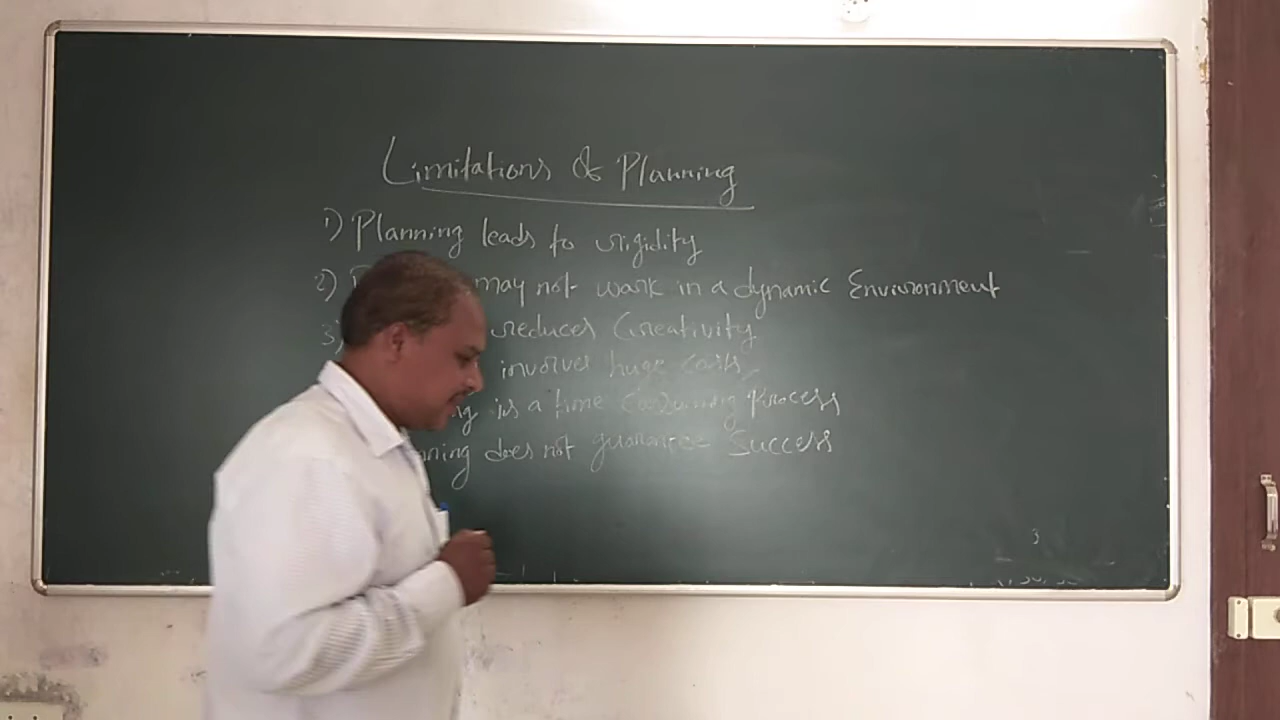 Limitations of Planning
1) Planning leads to rigidity
2) may not work in a dynamic Environment
3) reduces Creativity
involves huge costs
is a time consuming Process
does not guarantee Success
3